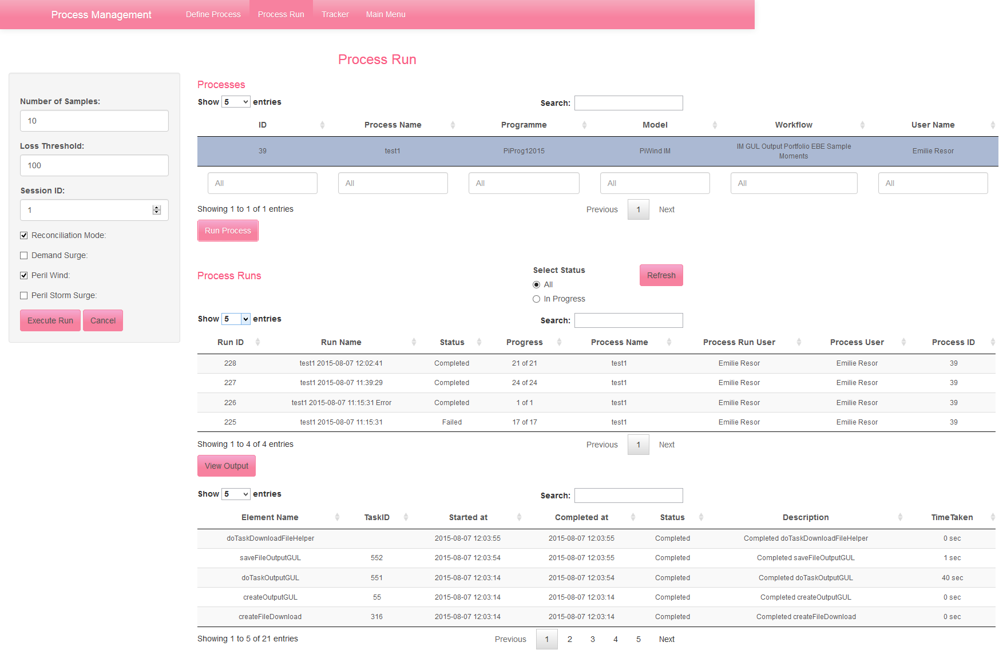 Process Management Define Process Process Run Tracker Main Menu
Process Run
Number of Samples:
10
Loss Threshold:
100
Session ID:
1
Reconciliation Mode:
Demand Surge:
Peril Wind:
Peril Storm Surge:
Execute Run Cancel
Processes
Show 5 entries Search:
ID Process Name Programme Model Workflow User Name
39 test1 PiProg12015 PiWind IM IM GUL Output Portfolio EBE Sample Moments Emilie Resor
All All All All All All
Showing 1 to 1 of 1 entries Previous 1 Next
Run Process
Process Runs
Select Status
All
In Progress
Refresh
Show 5 entries Search:
Run ID Run Name Status Progress Process Name Process Run User Process User Process ID
228 test1 2015-08-07 12:02:41 Completed 21 of 21 test1 Emilie Resor Emilie Resor 39
227 test1 2015-08-07 11:39:29 Completed 24 of 24 test1 Emilie Resor Emilie Resor 39
226 test1 2015-08-07 11:15:31 Error Completed 1 of 1 test1 Emilie Resor Emilie Resor 39
225 test1 2015-08-07 11:15:31 Failed 17 of 17 test1 Emilie Resor Emilie Resor 39
Showing 1 to 4 of 4 entries Previous 1 Next
View Output
Show 5 entries Search:
Element Name TaskID Started at Completed at Status Description TimeTaken
doTaskDownloadFileHelper 2015-08-07 12:03:55 2015-08-07 12:03:55 Completed Completed doTaskDownloadFileHelper 0 sec
saveFileOutputGUL 552 2015-08-07 12:03:54 2015-08-07 12:03:55 Completed Completed saveFileOutputGUL 1 sec
doTaskOutputGUL 551 2015-08-07 12:03:14 2015-08-07 12:03:54 Completed Completed doTaskOutputGUL 40 sec
createOutputGUL 55 2015-08-07 12:03:14 2015-08-07 12:03:14 Completed Completed createOutputGUL 0 sec
createFileDownload 316 2015-08-07 12:03:14 2015-08-07 12:03:14 Completed Completed createFileDownload 0 sec
Showing 1 to 5 of 21 entries Previous 1 2 3 4 5 Next